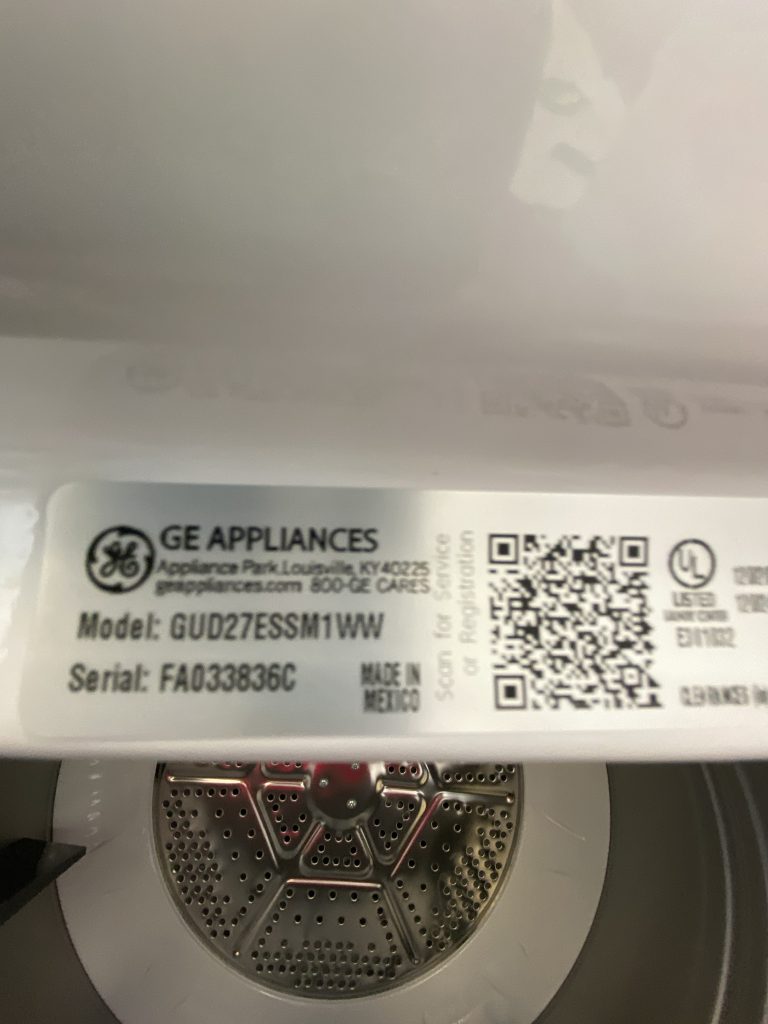 GE APPLIANCES
Appliance Park, Louisville, KY 40225
geappliances.com 800-GE CARES
Model: GUD27ESSM1WW
Serial: FA033836C
MADE IN
MEXICO
Scan for Service
or Registration
UL
LISTED